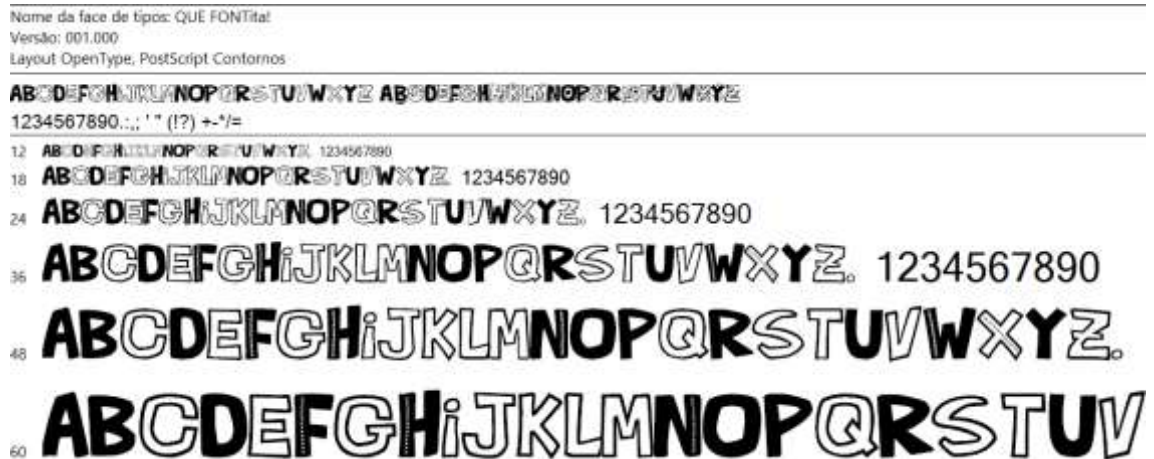 Nome da face de tipos: QUE FONTita!
Versão: 001.000
Layout OpenType, PostScript Contornos
ABCDEFGHiJKLMNOPQRSTUVWXYZ ABCDEFGHIJKLMNOPQRSTUVWXYZ
1234567890.:,; ' " (!?) +-*/=
12 ABCDEFGHiJKLMNOPQRSTUVWXYZ. 1234567890
18 ABCDEFGHiJKLMNOPQRSTUVWXYZ. 1234567890
24 ABCDEFGHiJKLMNOPQRSTUVWXYZ. 1234567890
36 ABCDEFGHiJKLMNOPQRSTUVWXYZ. 1234567890
48 ABCDEFGHiJKLMNOPQRSTUVWXYZ.
60 ABCDEFGHiJKLMNOPQRSTUV